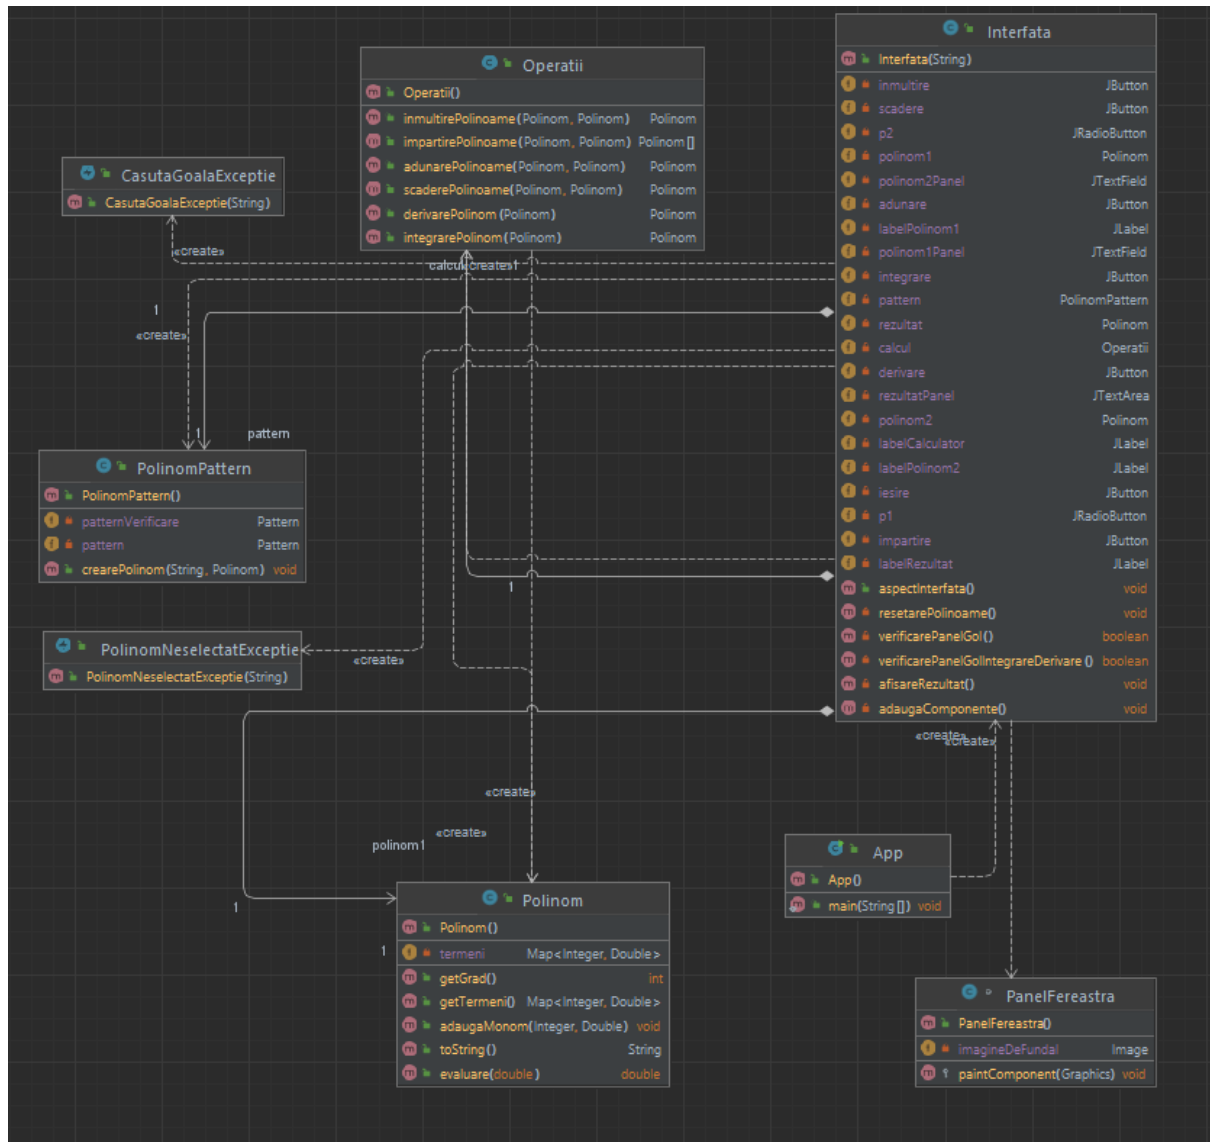 Operatii
Operatii()
inmultirePolinoame(Polinom, Polinom) Polinom
impartirePolinoame(Polinom, Polinom) Polinom[]
adunarePolinoame(Polinom, Polinom) Polinom
scaderePolinoame(Polinom, Polinom) Polinom
derivarePolinom(Polinom) Polinom
integrarePolinom(Polinom) Polinom
Interfata
Interfata(String)
inmultire JButton
scadere JButton
p2 JRadioButton
polinom1 Polinom
polinom2Panel JTextField
adunare JButton
labelPolinom1 JLabel
polinom1Panel JTextField
integrare JButton
pattern PolinomPattern
rezultat Polinom
calcul Operatii
derivare JButton
rezultatPanel JTextArea
polinom2 Polinom
labelCalculator JLabel
labelPolinom2 JLabel
iesire JButton
p1 JRadioButton
impartire JButton
labelRezultat JLabel
aspectInterfata() void
resetarePolinoame() void
verificarePanelGol() boolean
verificarePanelGolIntegrareDerivare() boolean
afisareRezultat() void
adaugaComponente() void
CasutaGoalaExceptie
CasutaGoalaExceptie(String)
«create»
calcul
«create»
1
1
«create»
1
pattern
PolinomPattern
PolinomPattern()
patternVerificare Pattern
pattern Pattern
crearePolinom(String, Polinom) void
1
PolinomNeselectatExceptie
PolinomNeselectatExceptie(String)
«create»
«create»
«create»
«create»
«create»
polinom1
1
1
Polinom
Polinom()
termeni Map<Integer, Double>
getGrad() int
getTermeni() Map<Integer, Double>
adaugaMonom(Integer, Double) void
toString() String
evaluare(double) double
App
App()
main(String[]) void
PanelFereastra
PanelFereastra()
imagineDeFundal Image
paintComponent(Graphics) void